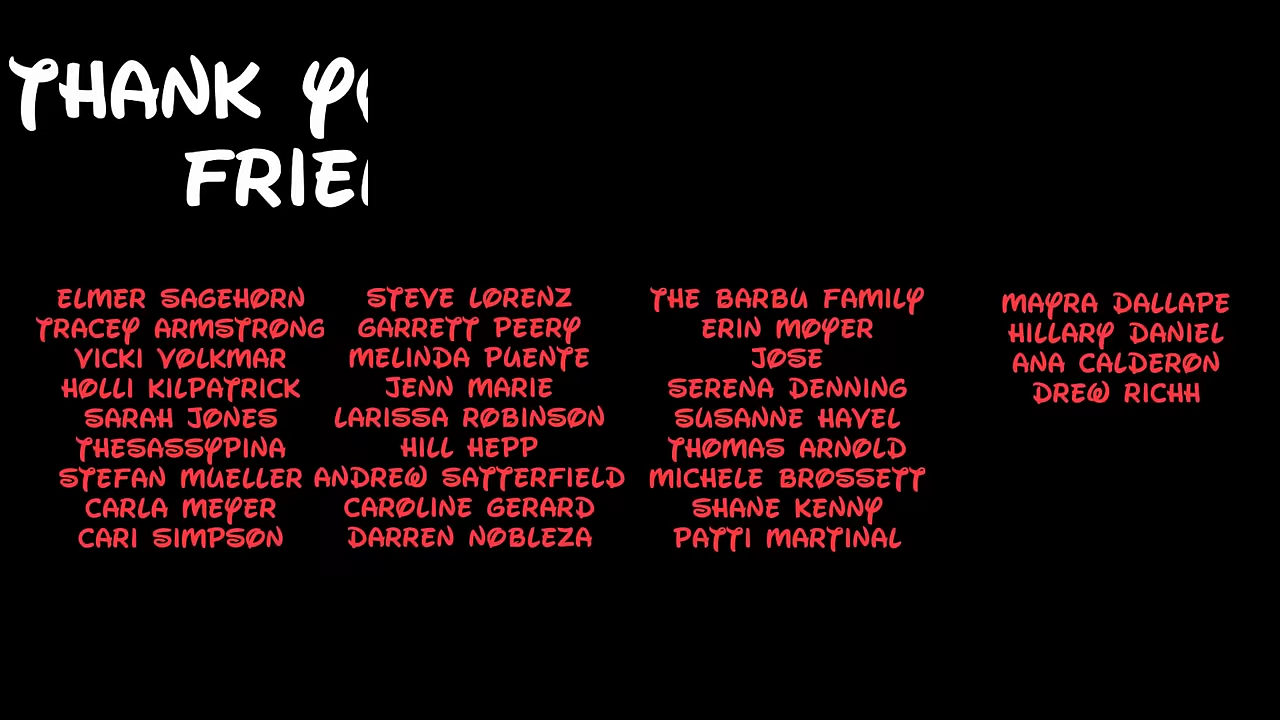 THANK YO
FRIE
ELMER SAGEHORN
TRACEY ARMSTRONG
VICKI VOLKMAR
HOLLI KILPATRICK
SARAH JONES
THESASSYPINA
STEFAN MUELLER
CARLA MEYER
CARI SIMPSON
STEVE LORENZ
GARRETT PEERY
MELINDA PUENTE
JENN MARIE
LARISSA ROBINSON
HILL HEPP
ANDREW SATTERFIELD
CAROLINE GERARD
DARREN NOBLEZA
THE BARBU FAMILY
ERIN MOYER
JOSE
SERENA DENNING
SUSANNE HAVEL
THOMAS ARNOLD
MICHELE BROSSETT
SHANE KENNY
PATTI MARTINAL
MAYRA DALLAPE
HILLARY DANIEL
ANA CALDERON
DREW RICHH